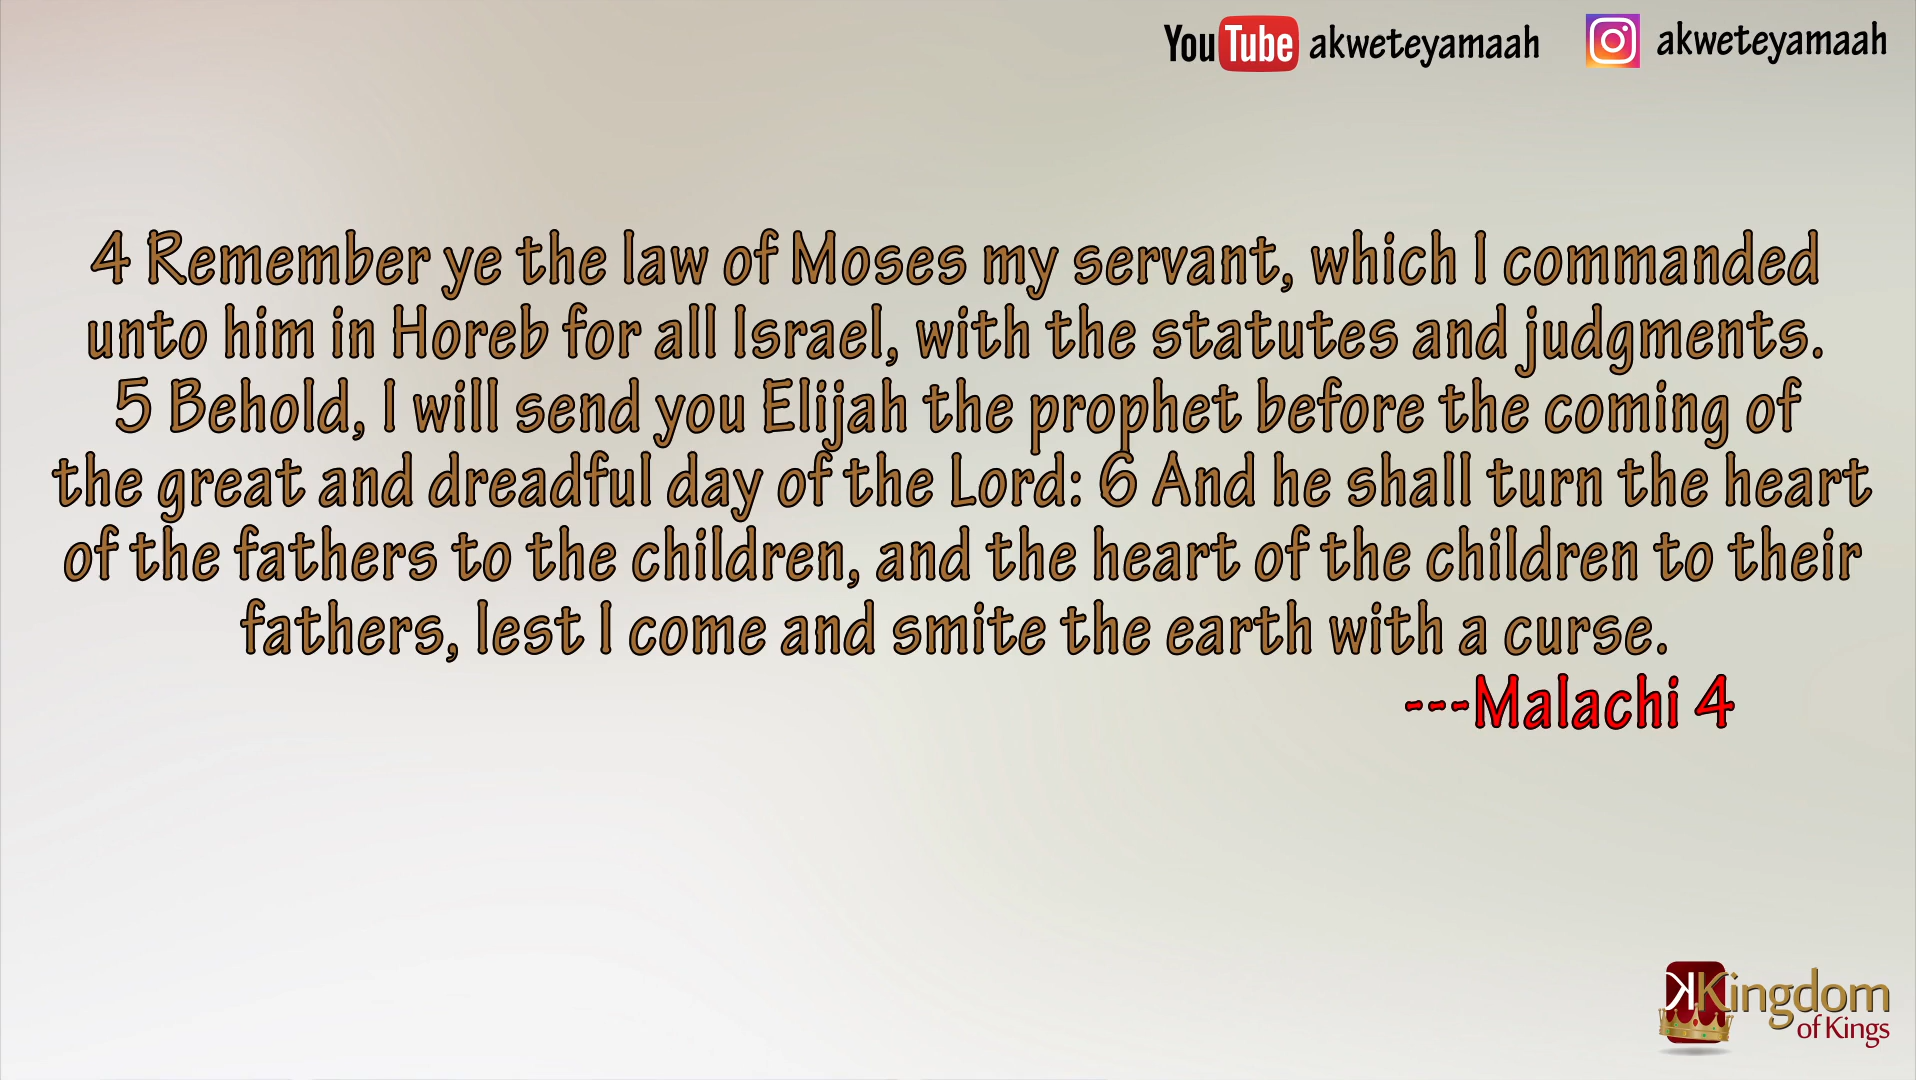 YouTube akweteyamaah akweteyamaah
4 Remember ye the law of Moses my servant, which I commanded
unto him in Horeb for all Israel, with the statutes and judgments.
5 Behold, I will send you Elijah the prophet before the coming of
the great and dreadful day of the Lord: 6 And he shall turn the heart
of the fathers to the children, and the heart of the children to their
fathers, lest I come and smite the earth with a curse.
---Malachi 4
KKingdom
of Kings